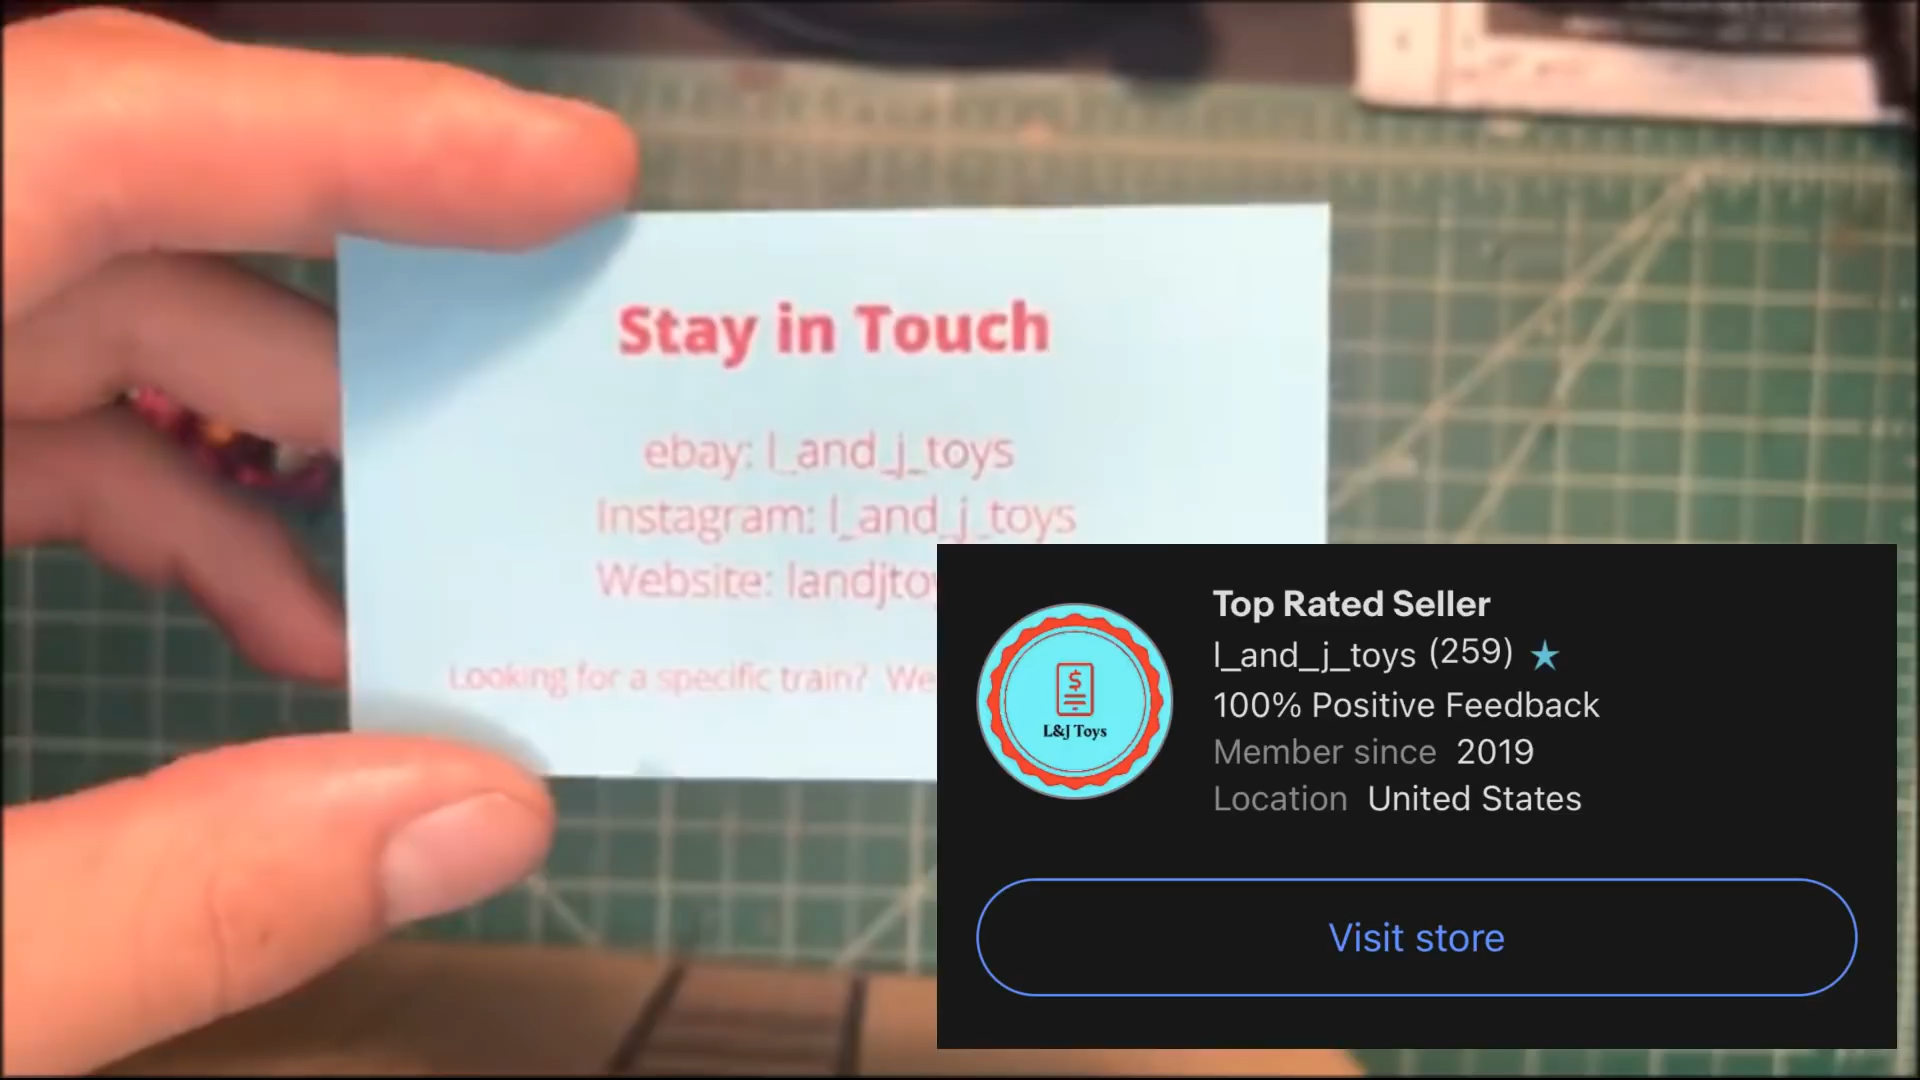 Stay in Touch
ebay: l_and_j_toys
Instagram: l_and_j_toys
Website: landjtoy
Looking for a specific train? We
Top Rated Seller
l_and_j_toys (259) ★
100% Positive Feedback
Member since 2019
Location United States
$
L&J Toys
Visit store